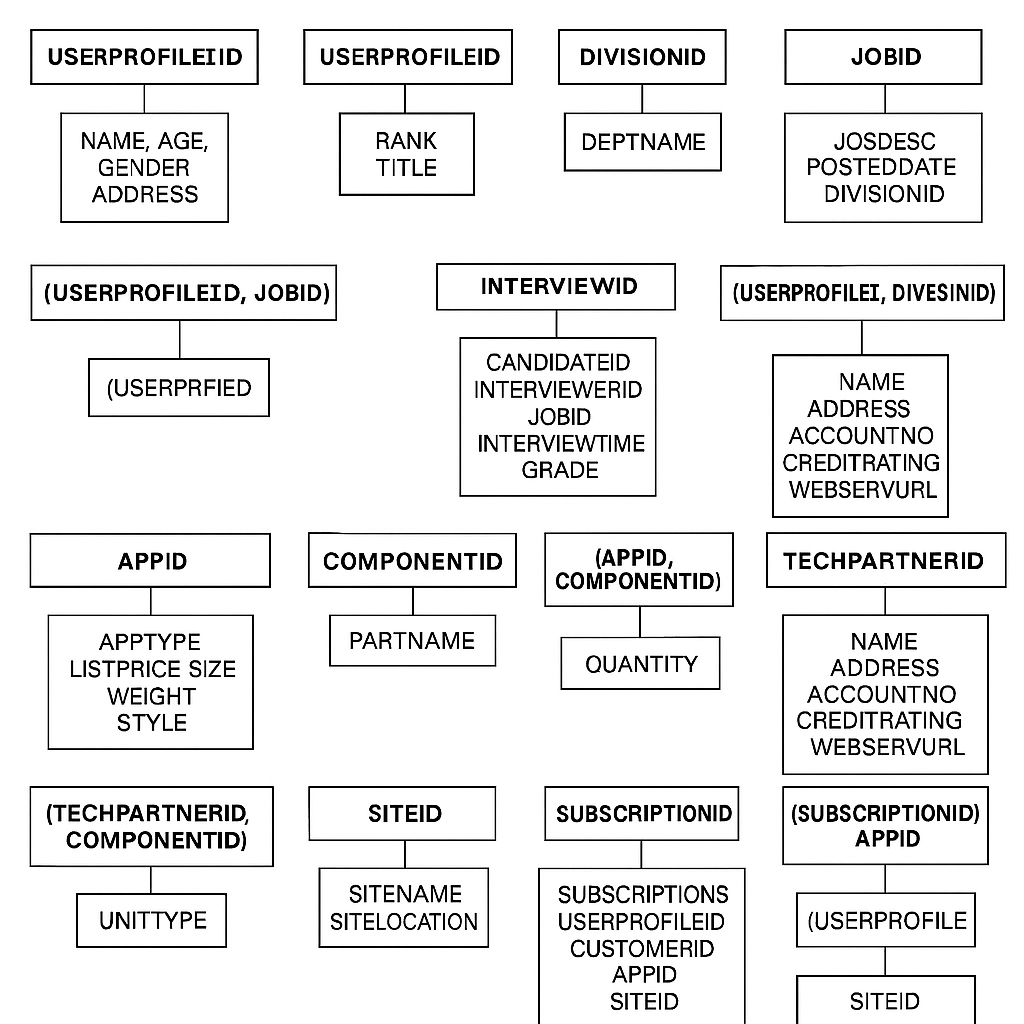 USERPROFILEIID
NAME, AGE,
GENDER
ADDRESS
USERPROFILEID
RANK
TITLE
DIVISIONID
DEPTNAME
JOBID
JOSDESC
POSTEDDATE
DIVISIONID
(USERPROFILEID, JOBID)
(USERPRFIED
INTERVIEWID
CANDIDATEID
INTERVIEWERID
JOBID
INTERVIEWTIME
GRADE
(USERPROFILEI, DIVESINID)
NAME
ADDRESS
ACCOUNTNO
CREDITRATING
WEBSERVURL
APPID
APPTYPE
LISTPRICE SIZE
WEIGHT
STYLE
COMPONENTID
PARTNAME
(APPID,
COMPONENTID)
QUANTITY
TECHPARTNERID
NAME
ADDRESS
ACCOUNTNO
CREDITRATING
WEBSERVURL
(TECHPARTNERID,
COMPONENTID)
UNITTYPE
SITEID
SITENAME
SITELOCATION
SUBSCRIPTIONID
SUBSCRIPTIONS
USERPROFILEID
CUSTOMERID
APPID
SITEID
(SUBSCRIPTIONID)
APPID
(USERPROFILE
SITEID